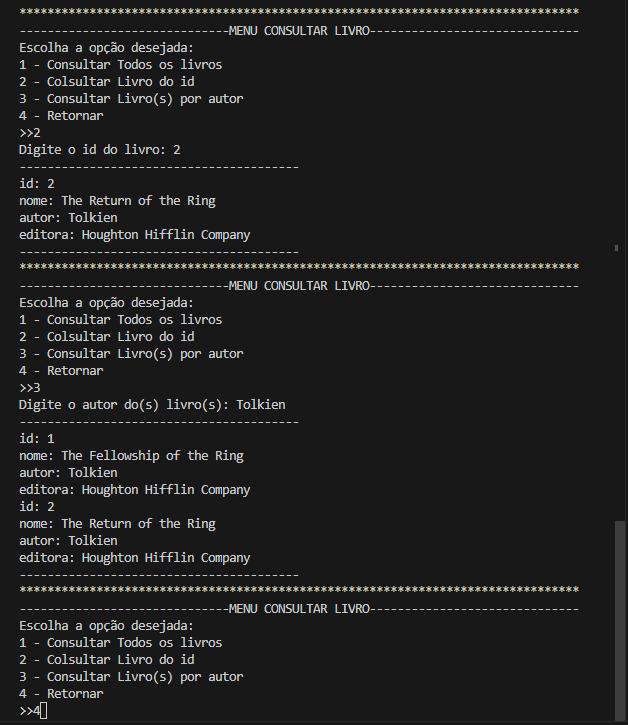 ********************************************************************************
------------------------------MENU CONSULTAR LIVRO------------------------------
Escolha a opção desejada:
1 - Consultar Todos os livros
2 - Colsultar Livro do id
3 - Consultar Livro(s) por autor
4 - Retornar
>>2
Digite o id do livro: 2
----------------------------------------
id: 2
nome: The Return of the Ring
autor: Tolkien
editora: Houghton Hifflin Company
----------------------------------------
********************************************************************************
------------------------------MENU CONSULTAR LIVRO------------------------------
Escolha a opção desejada:
1 - Consultar Todos os livros
2 - Colsultar Livro do id
3 - Consultar Livro(s) por autor
4 - Retornar
>>3
Digite o autor do(s) livro(s): Tolkien
----------------------------------------
id: 1
nome: The Fellowship of the Ring
autor: Tolkien
editora: Houghton Hifflin Company
id: 2
nome: The Return of the Ring
autor: Tolkien
editora: Houghton Hifflin Company
----------------------------------------
********************************************************************************
------------------------------MENU CONSULTAR LIVRO------------------------------
Escolha a opção desejada:
1 - Consultar Todos os livros
2 - Colsultar Livro do id
3 - Consultar Livro(s) por autor
4 - Retornar
>>4